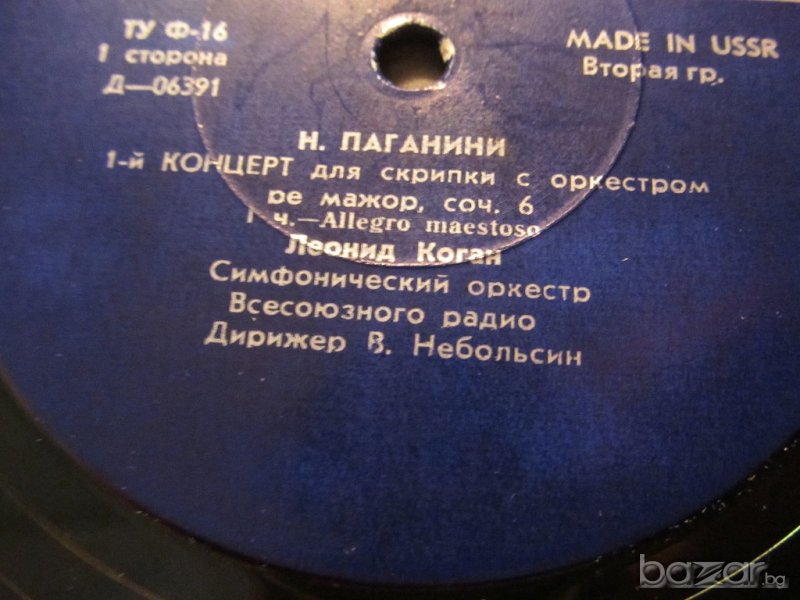 ТУ Ф-16
1 сторона
Д—06391
MADE IN USSR
Вторая гр.
Н. ПАГАНИНИ
1-й КОНЦЕРТ для скрипки с оркестром
ре мажор, соч. 6
I ч.—Allegro maestoso
Леонид Коган
Симфонический оркестр
Всесоюзного радио
Дирижер В. Небольсин
bazar.bg